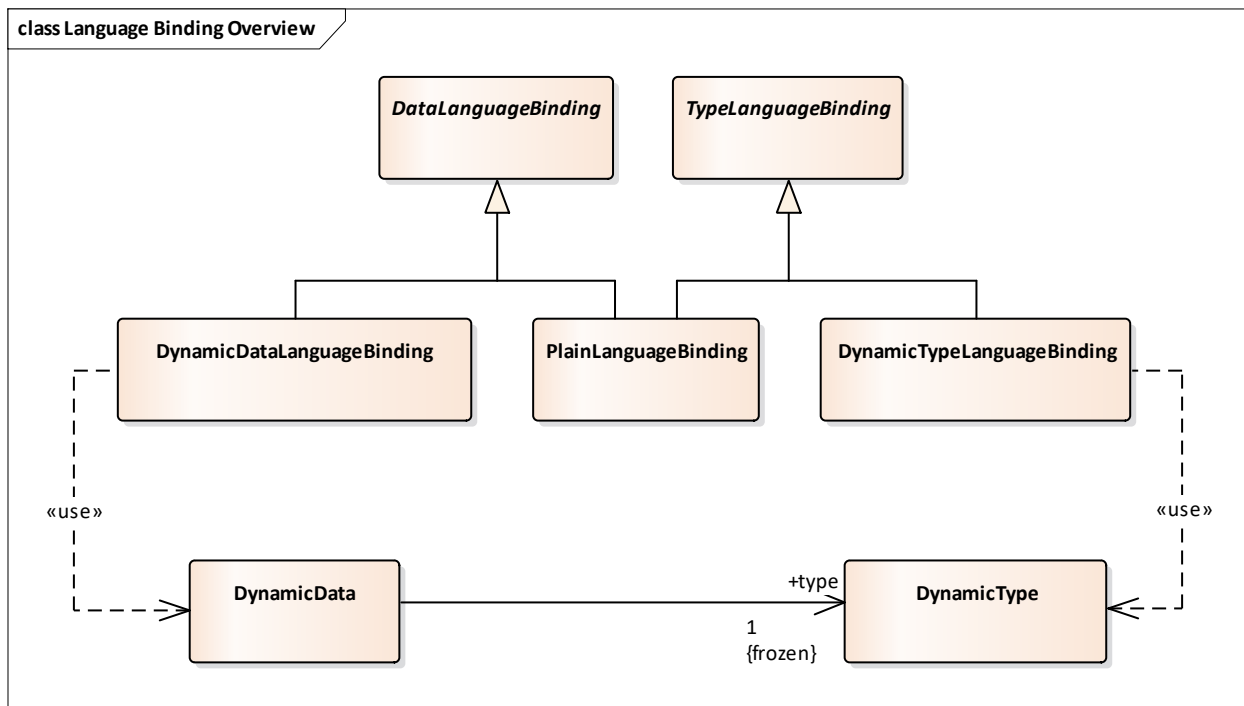 class Language Binding Overview
DataLanguageBinding
TypeLanguageBinding
DynamicDataLanguageBinding
PlainLanguageBinding
DynamicTypeLanguageBinding
«use»
«use»
DynamicData
+type
DynamicType
1
{frozen}